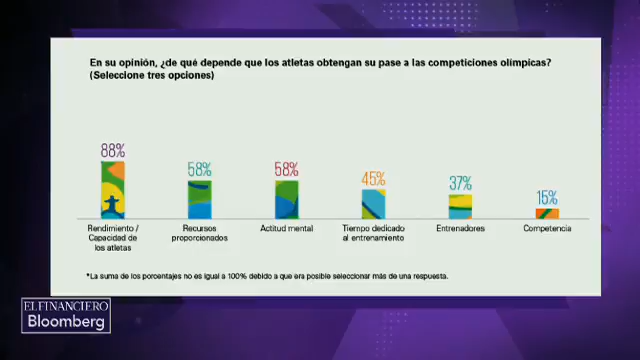 En su opinión, ¿de qué depende que los atletas obtengan su pase a las competiciones olímpicas?
(Seleccione tres opciones)
88%
58%
58%
45%
37%
15%
Rendimiento /
Capacidad de
los atletas
Recursos
proporcionados
Actitud mental
Tiempo dedicado
al entrenamiento
Entrenadores
Competencia
*La suma de los porcentajes no es igual a 100% debido a que era posible seleccionar más de una respuesta.
EL FINANCIERO
Bloomberg